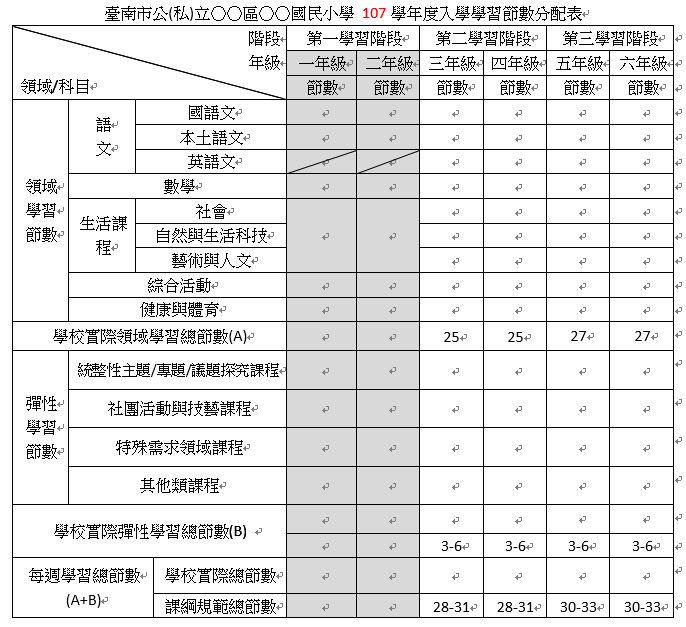 臺南市公(私)立〇〇區〇〇國民小學 107 學年度入學學習節數分配表
階段 第一學習階段 第二學習階段 第三學習階段
年級 一年級 二年級 三年級 四年級 五年級 六年級
領域/科目 節數 節數 節數 節數 節數 節數
領域學習節數
語文
國語文
本土語文
英語文
數學
生活課程
社會
自然與生活科技
藝術與人文
綜合活動
健康與體育
學校實際領域學習總節數(A) 25 25 27 27
彈性學習節數
統整性主題/專題/議題探究課程
社團活動與技藝課程
特殊需求領域課程
其他類課程
學校實際彈性學習總節數(B)
3-6 3-6 3-6 3-6
每週學習總節數(A+B)
學校實際總節數
課綱規範總節數 28-31 28-31 30-33 30-33